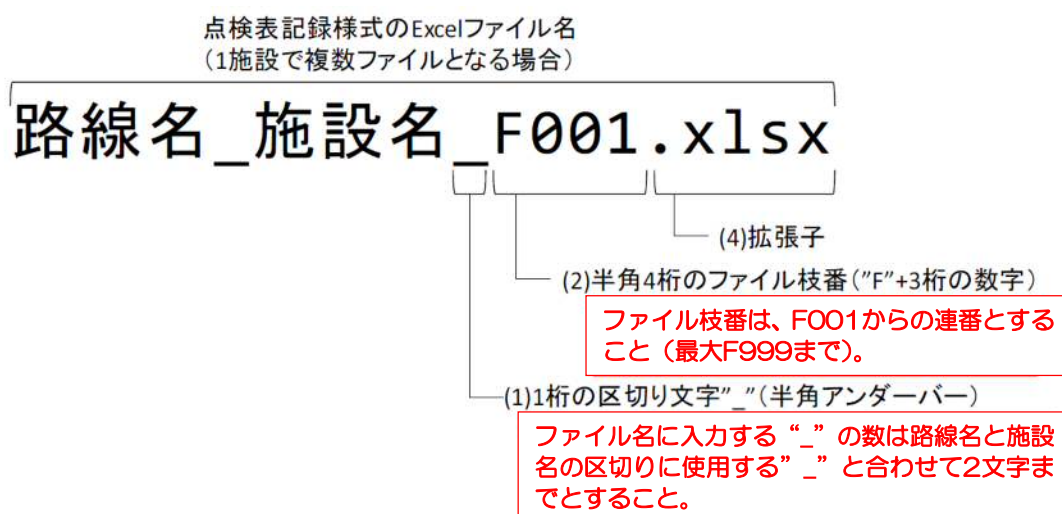 点検表記録様式のExcelファイル名
（1施設で複数ファイルとなる場合）
路線名_施設名_F001.xlsx
(4)拡張子
(2)半角4桁のファイル枝番（”F”+3桁の数字）
ファイル枝番は、F001からの連番とする
こと（最大F999まで）。
(1)1桁の区切り文字”_”（半角アンダーバー）
ファイル名に入力する“_”の数は路線名と施設
名の区切りに使用する”_”と合わせて2文字ま
でとすること。